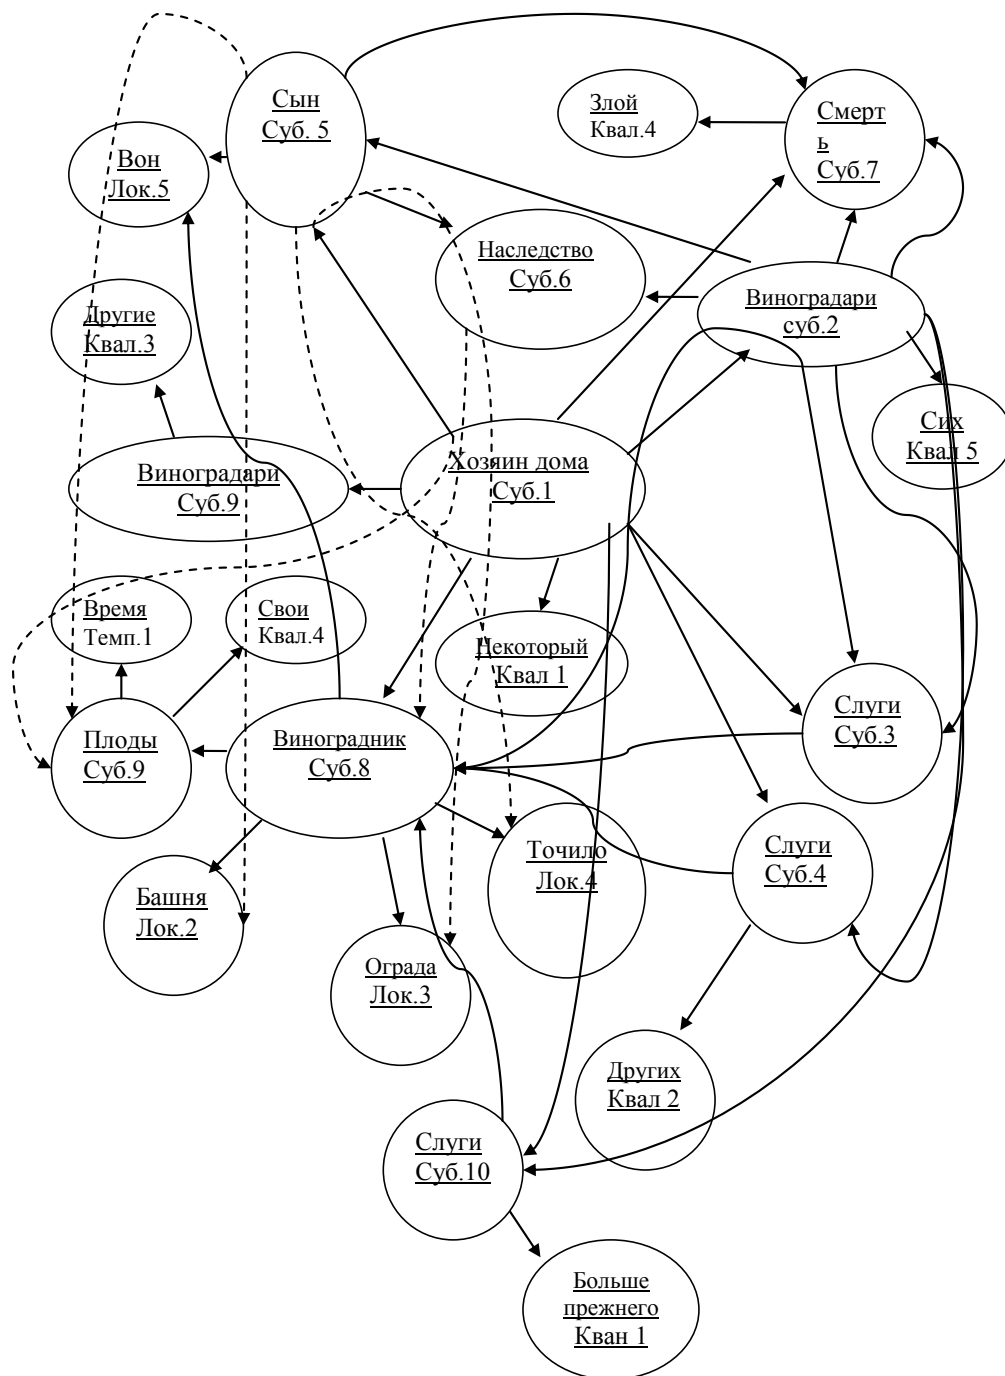 Сын
Суб. 5
Злой
Квал.4
Смерт
ь
Суб.7
Вон
Лок.5
Наследство
Суб.6
Виноградари
суб.2
Другие
Квал.3
Сих
Квал 5
Хозяин дома
Суб.1
Виноградари
Суб.9
Время
Темп.1
Свои
Квал.4
Некоторый
Квал 1
Слуги
Суб.3
Плоды
Суб.9
Виноградник
Суб.8
Точило
Лок.4
Слуги
Суб.4
Башня
Лок.2
Ограда
Лок.3
Других
Квал 2
Слуги
Суб.10
Больше
прежнего
Кван 1